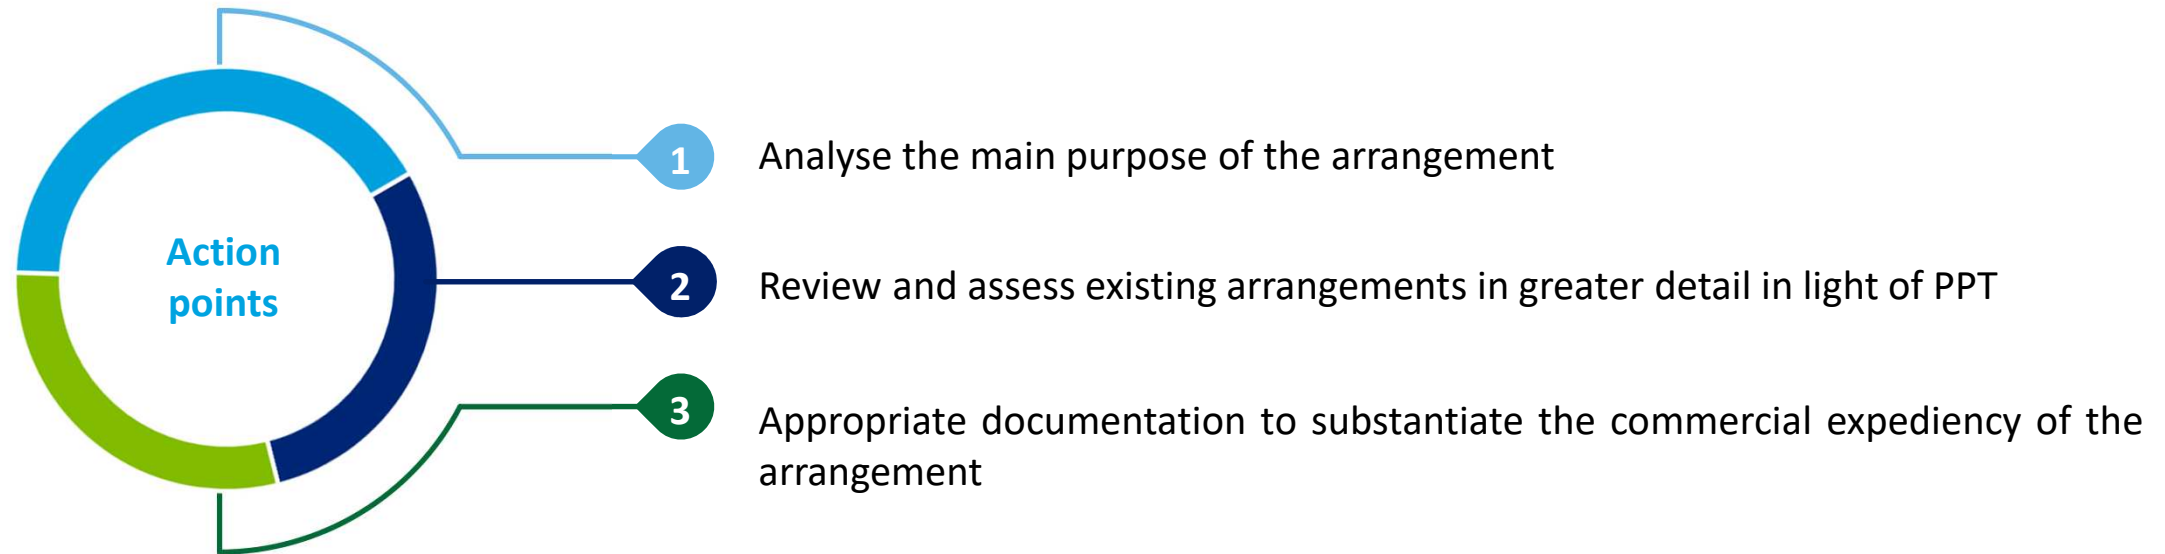 Action
points
1
Analyse the main purpose of the arrangement
2
Review and assess existing arrangements in greater detail in light of PPT
3
Appropriate documentation to substantiate the commercial expediency of the
arrangement